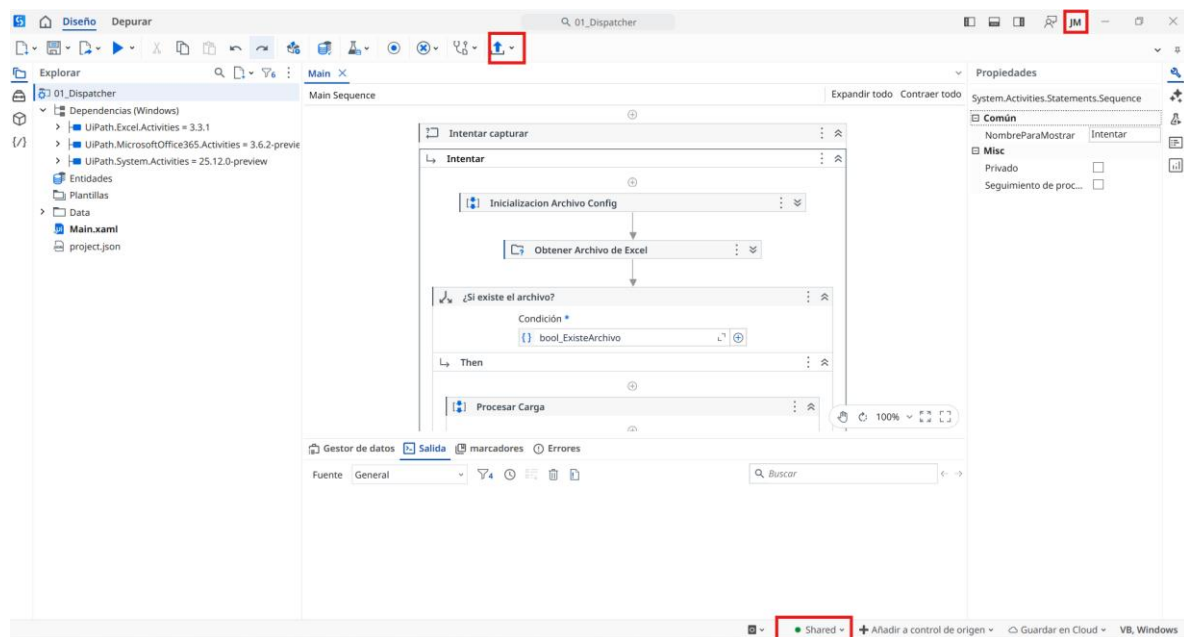 Diseño Depurar 01_Dispatcher JM
Explorar
6
Main
Propiedades
01_Dispatcher
Main Sequence
Expandir todo Contraer todo
System.Activities.Statements.Sequence
Dependencias (Windows)
UiPath.Excel.Activities = 3.3.1
UiPath.MicrosoftOffice365.Activities = 3.6.2-previe
UiPath.System.Activities = 25.12.0-preview
Entidades
Plantillas
Data
Main.xaml
project.json
Intentar capturar
Intentar
Inicializacion Archivo Config
Obtener Archivo de Excel
¿Si existe el archivo?
Condición *
bool_ExisteArchivo
Then
Procesar Carga
100%
Común
NombreParaMostrar Intentar
Misc
Privado
Seguimiento de proc...
Gestor de datos Salida marcadores Errores
Fuente General 4 Buscar
Shared Añadir a control de origen Guardar en Cloud VB, Windows